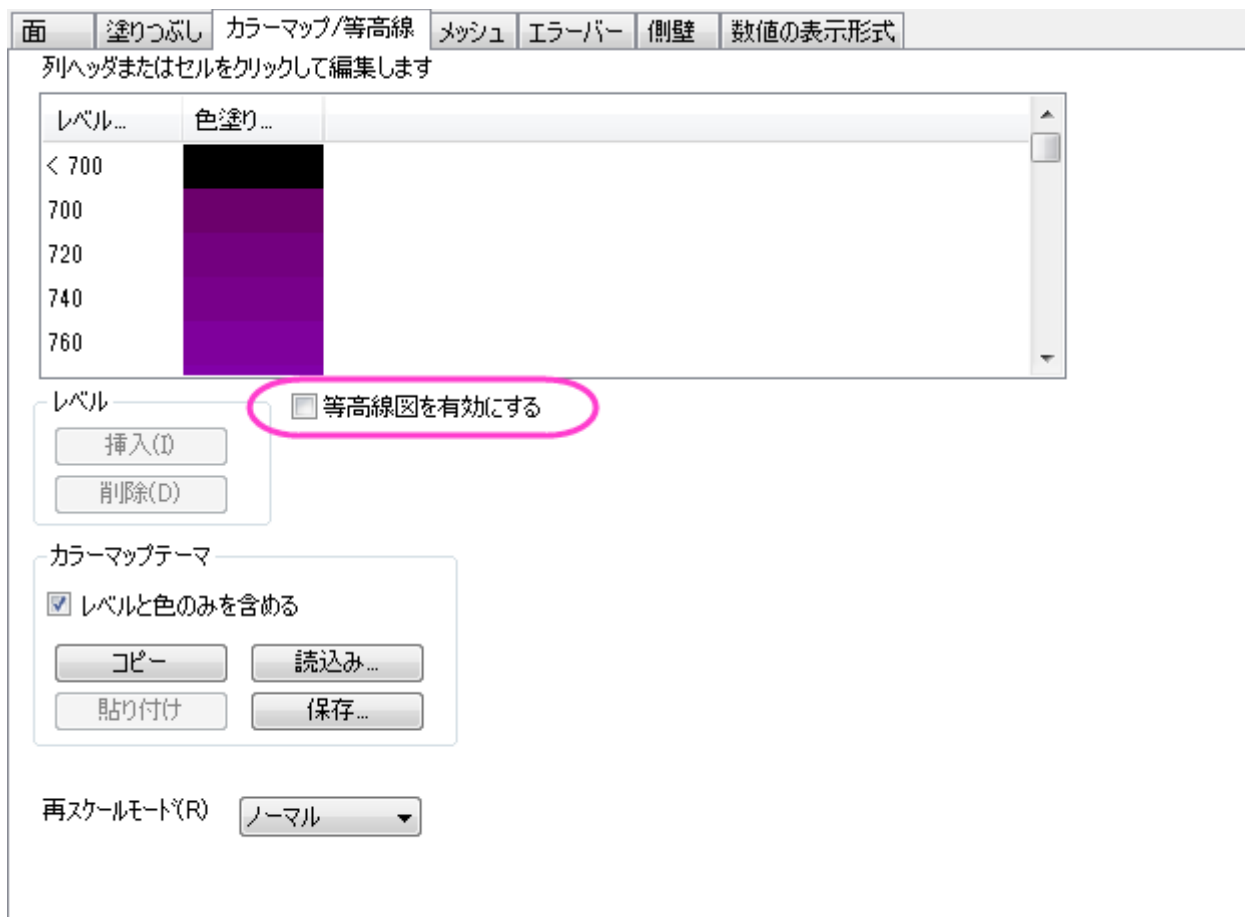 面 塗りつぶし カラーマップ/等高線 メッシュ エラーバー 側壁 数値の表示形式
列ヘッダまたはセルをクリックして編集します
レベル... 色塗り...
< 700
700
720
740
760
レベル 等高線図を有効にする
挿入(I)
削除(D)
カラーマップテーマ
レベルと色のみを含める
コピー 読込み...
貼り付け 保存...
再スケールモード(R) ノーマル